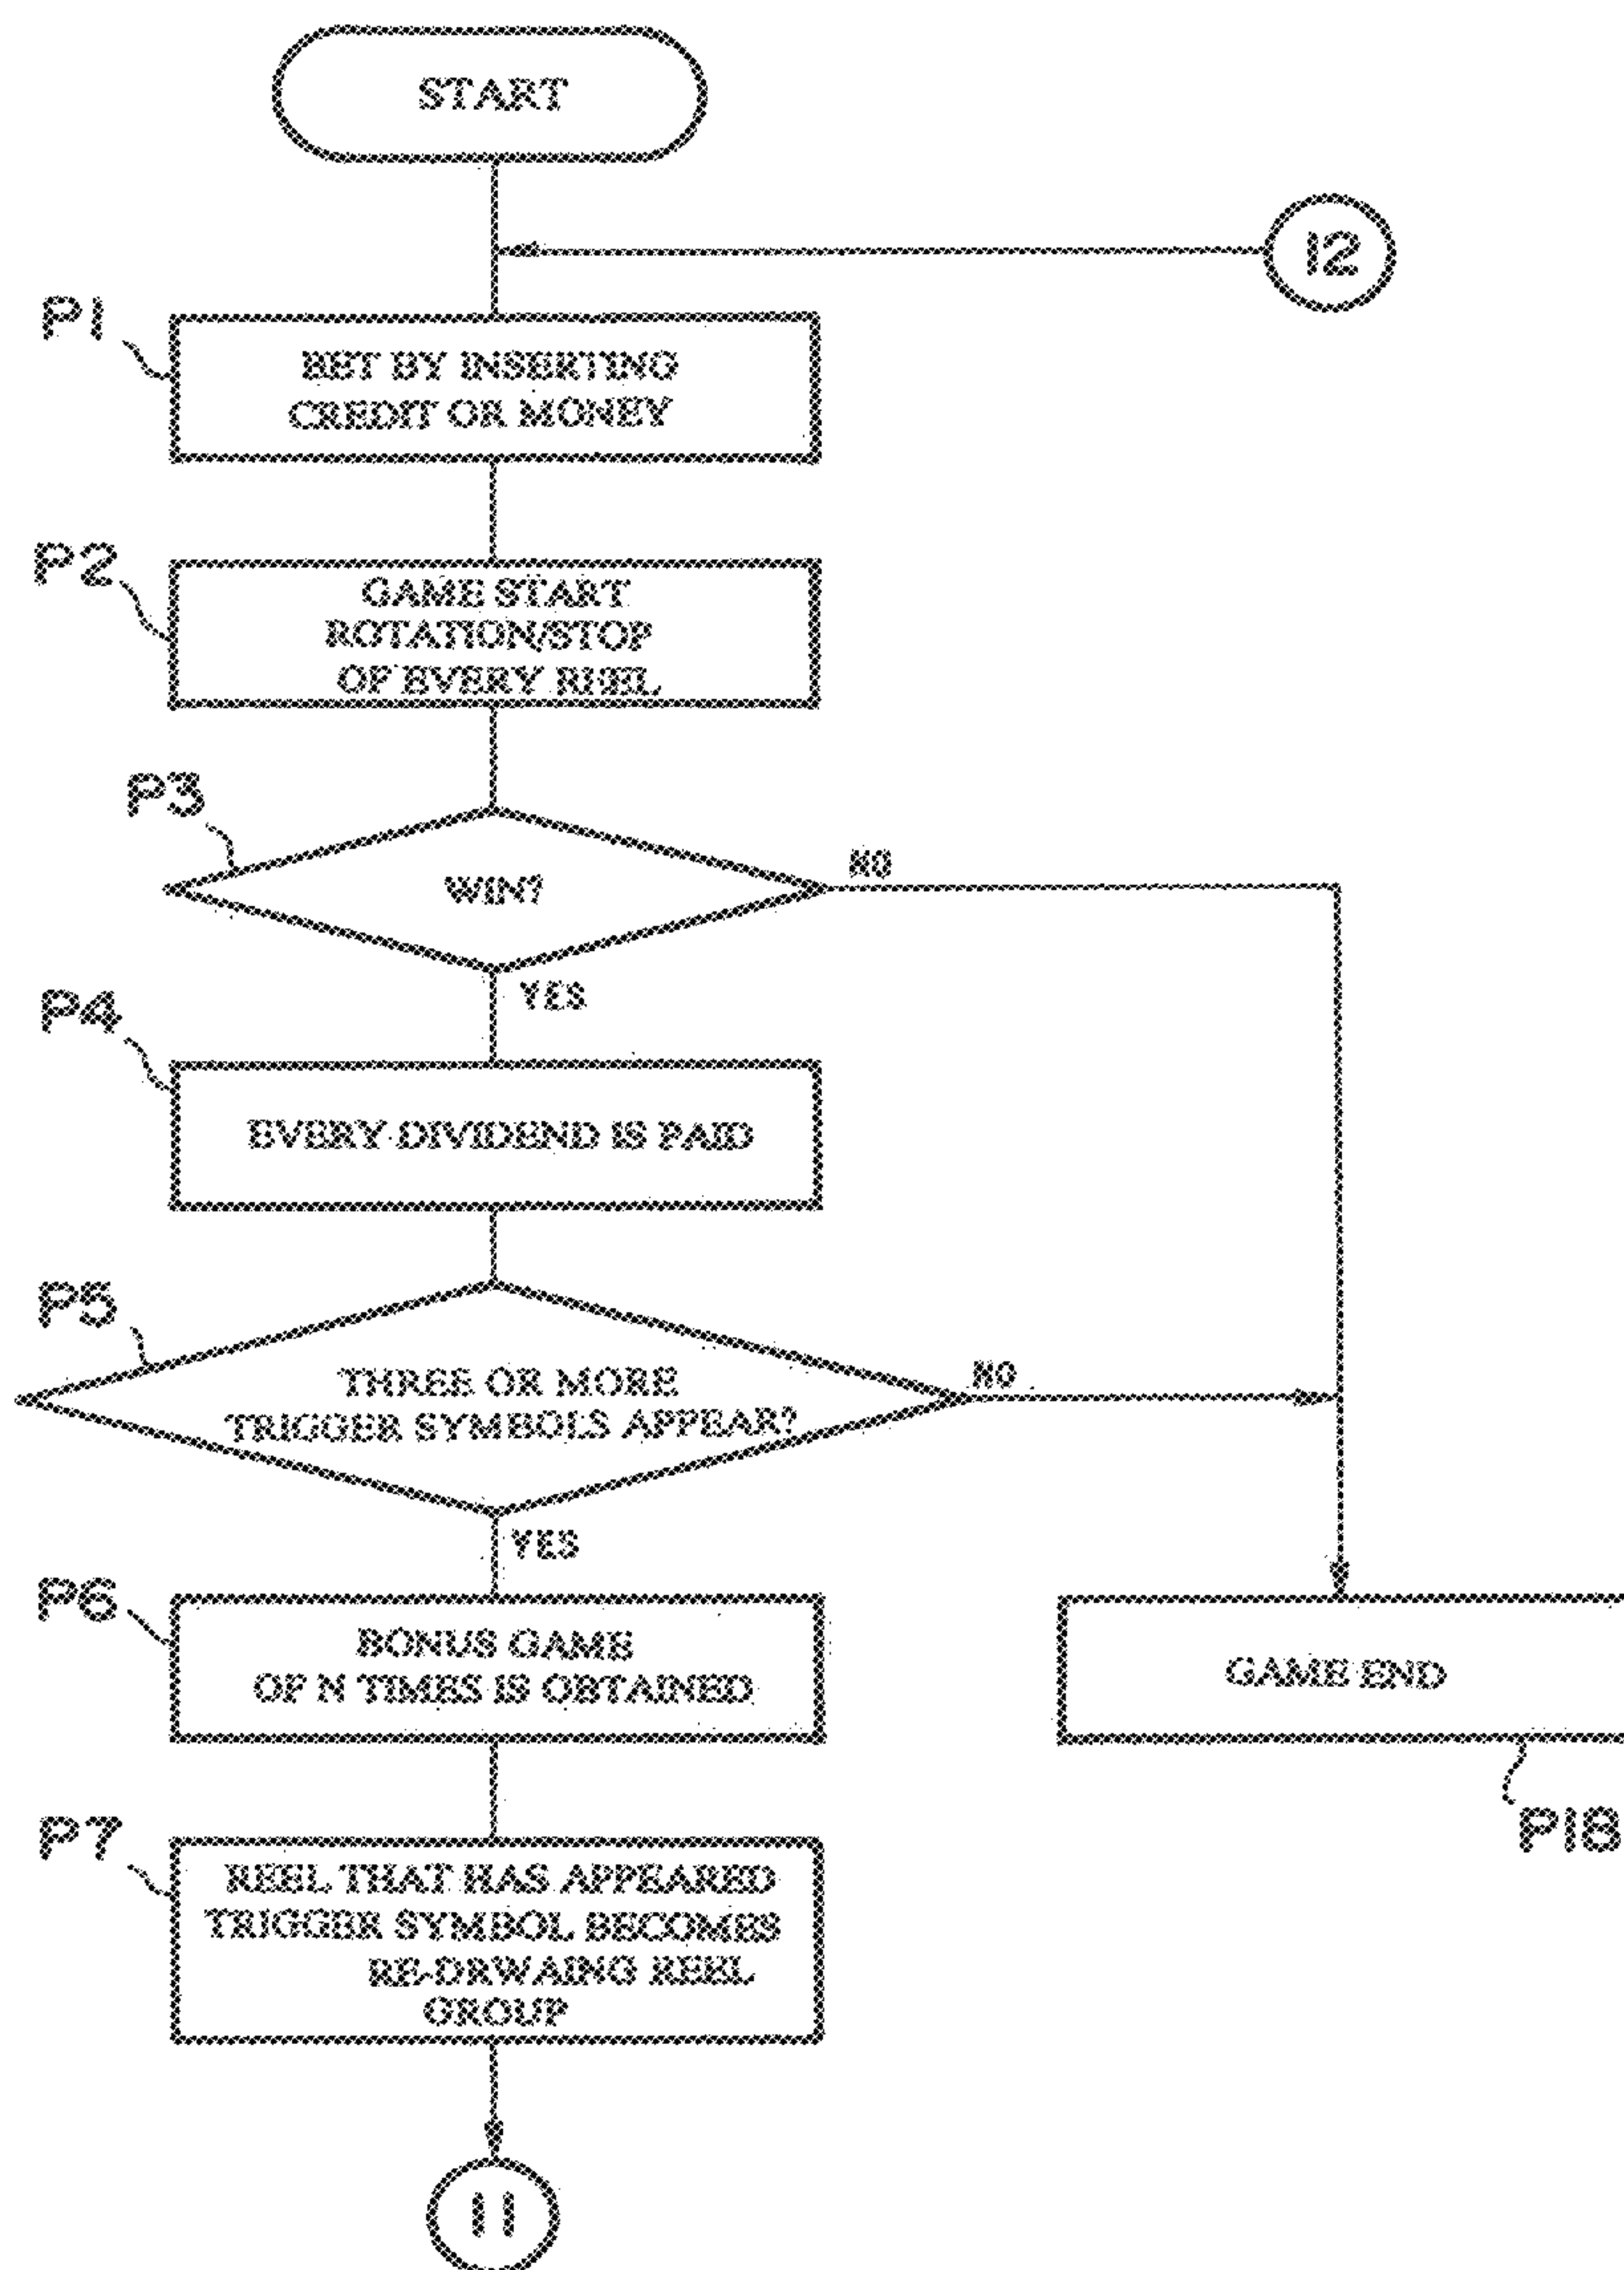 START
12
P1
BET BY INSERTING
CREDIT OR MONEY
P2
GAME START
ROTATION/STOP
OF EVERY REEL
P3
WIN?
NO
YES
P4
EVERY DIVIDEND IS PAID
P5
THREE OR MORE
TRIGGER SYMBOLS APPEAR?
NO
YES
P6
BONUS GAME
OF N TIMES IS OBTAINED
GAME END
P18
P7
REEL THAT HAS APPEARED
TRIGGER SYMBOL BECOMES
RE-DRWAING REEL
GROUP
11